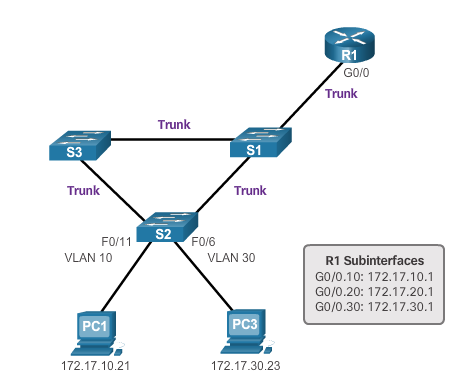 R1
G0/0
Trunk
Trunk
S3
S1
Trunk
Trunk
S2
F0/11
F0/6
VLAN 10
VLAN 30
R1 Subinterfaces
G0/0.10: 172.17.10.1
G0/0.20: 172.17.20.1
G0/0.30: 172.17.30.1
PC1
PC3
172.17.10.21
172.17.30.23